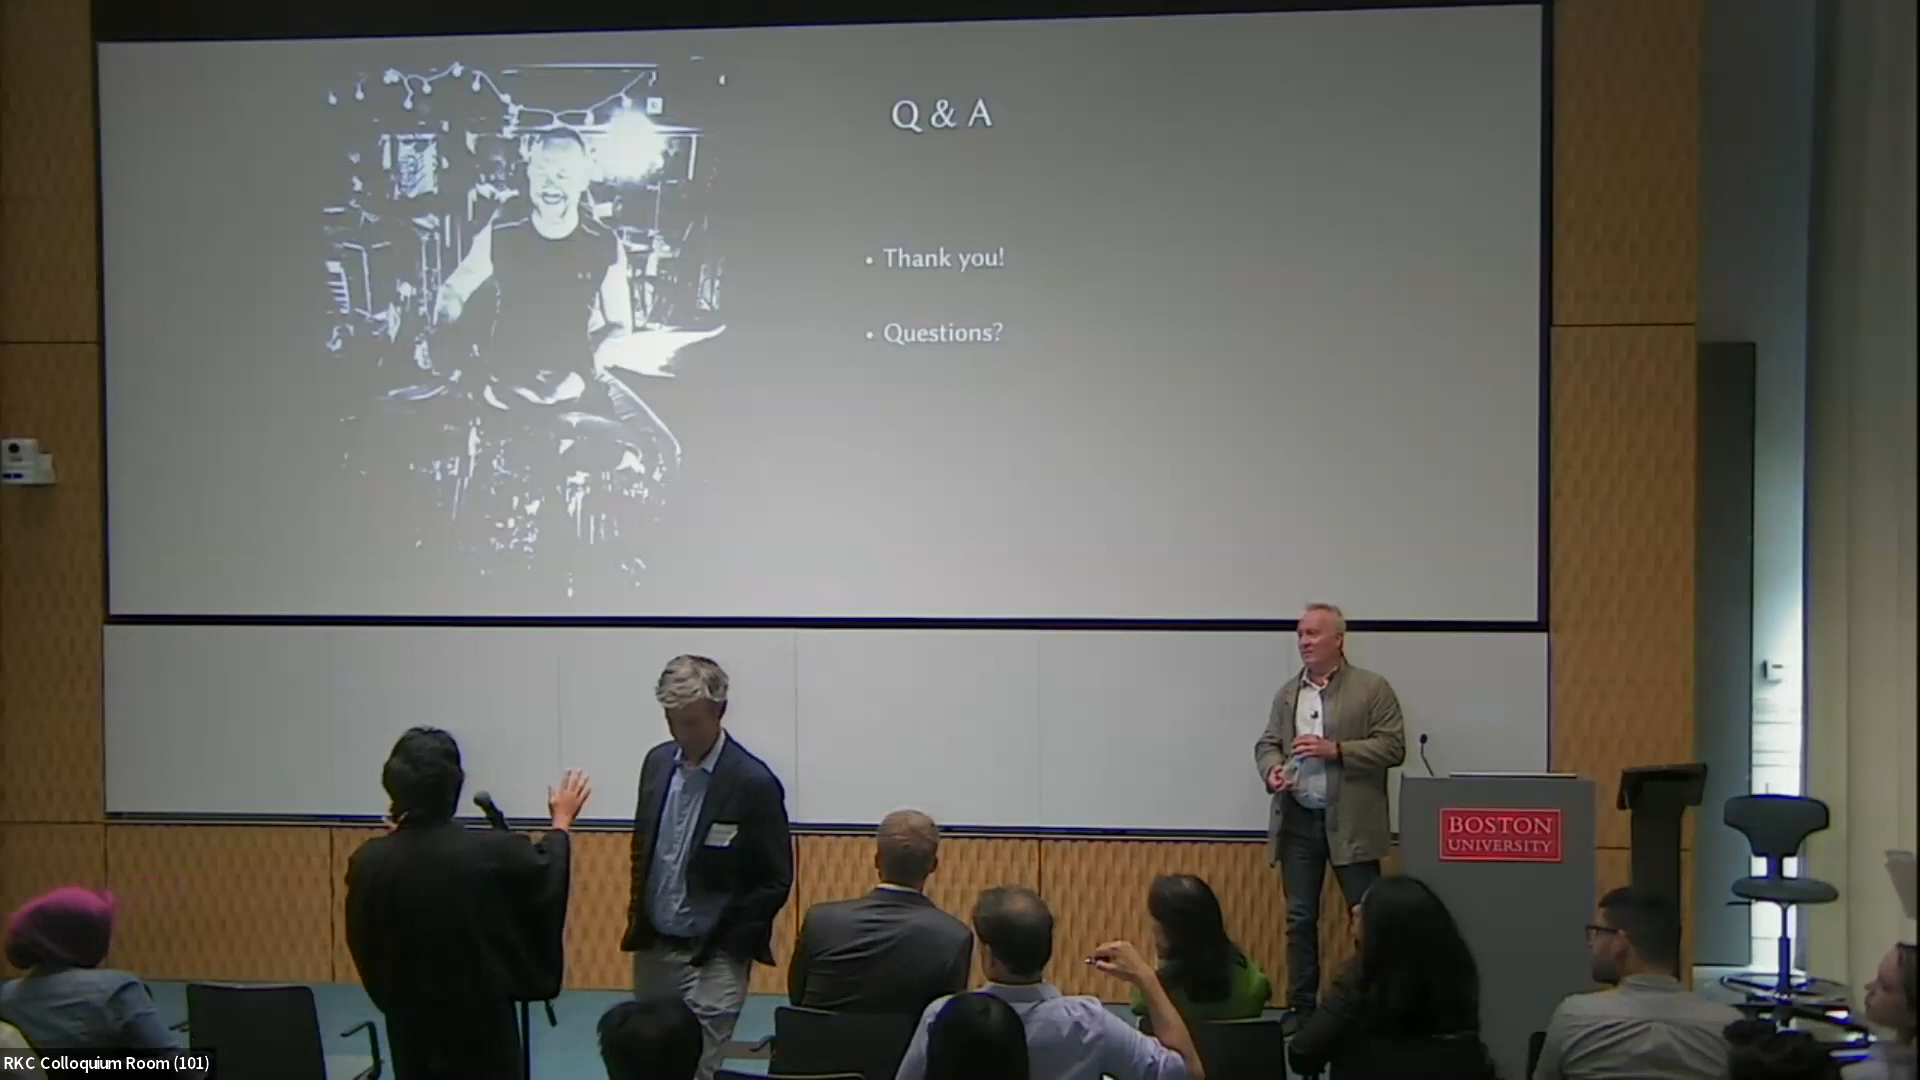 Q & A
• Thank you!
• Questions?
BOSTON
UNIVERSITY
RKC Colloquium Room (101)